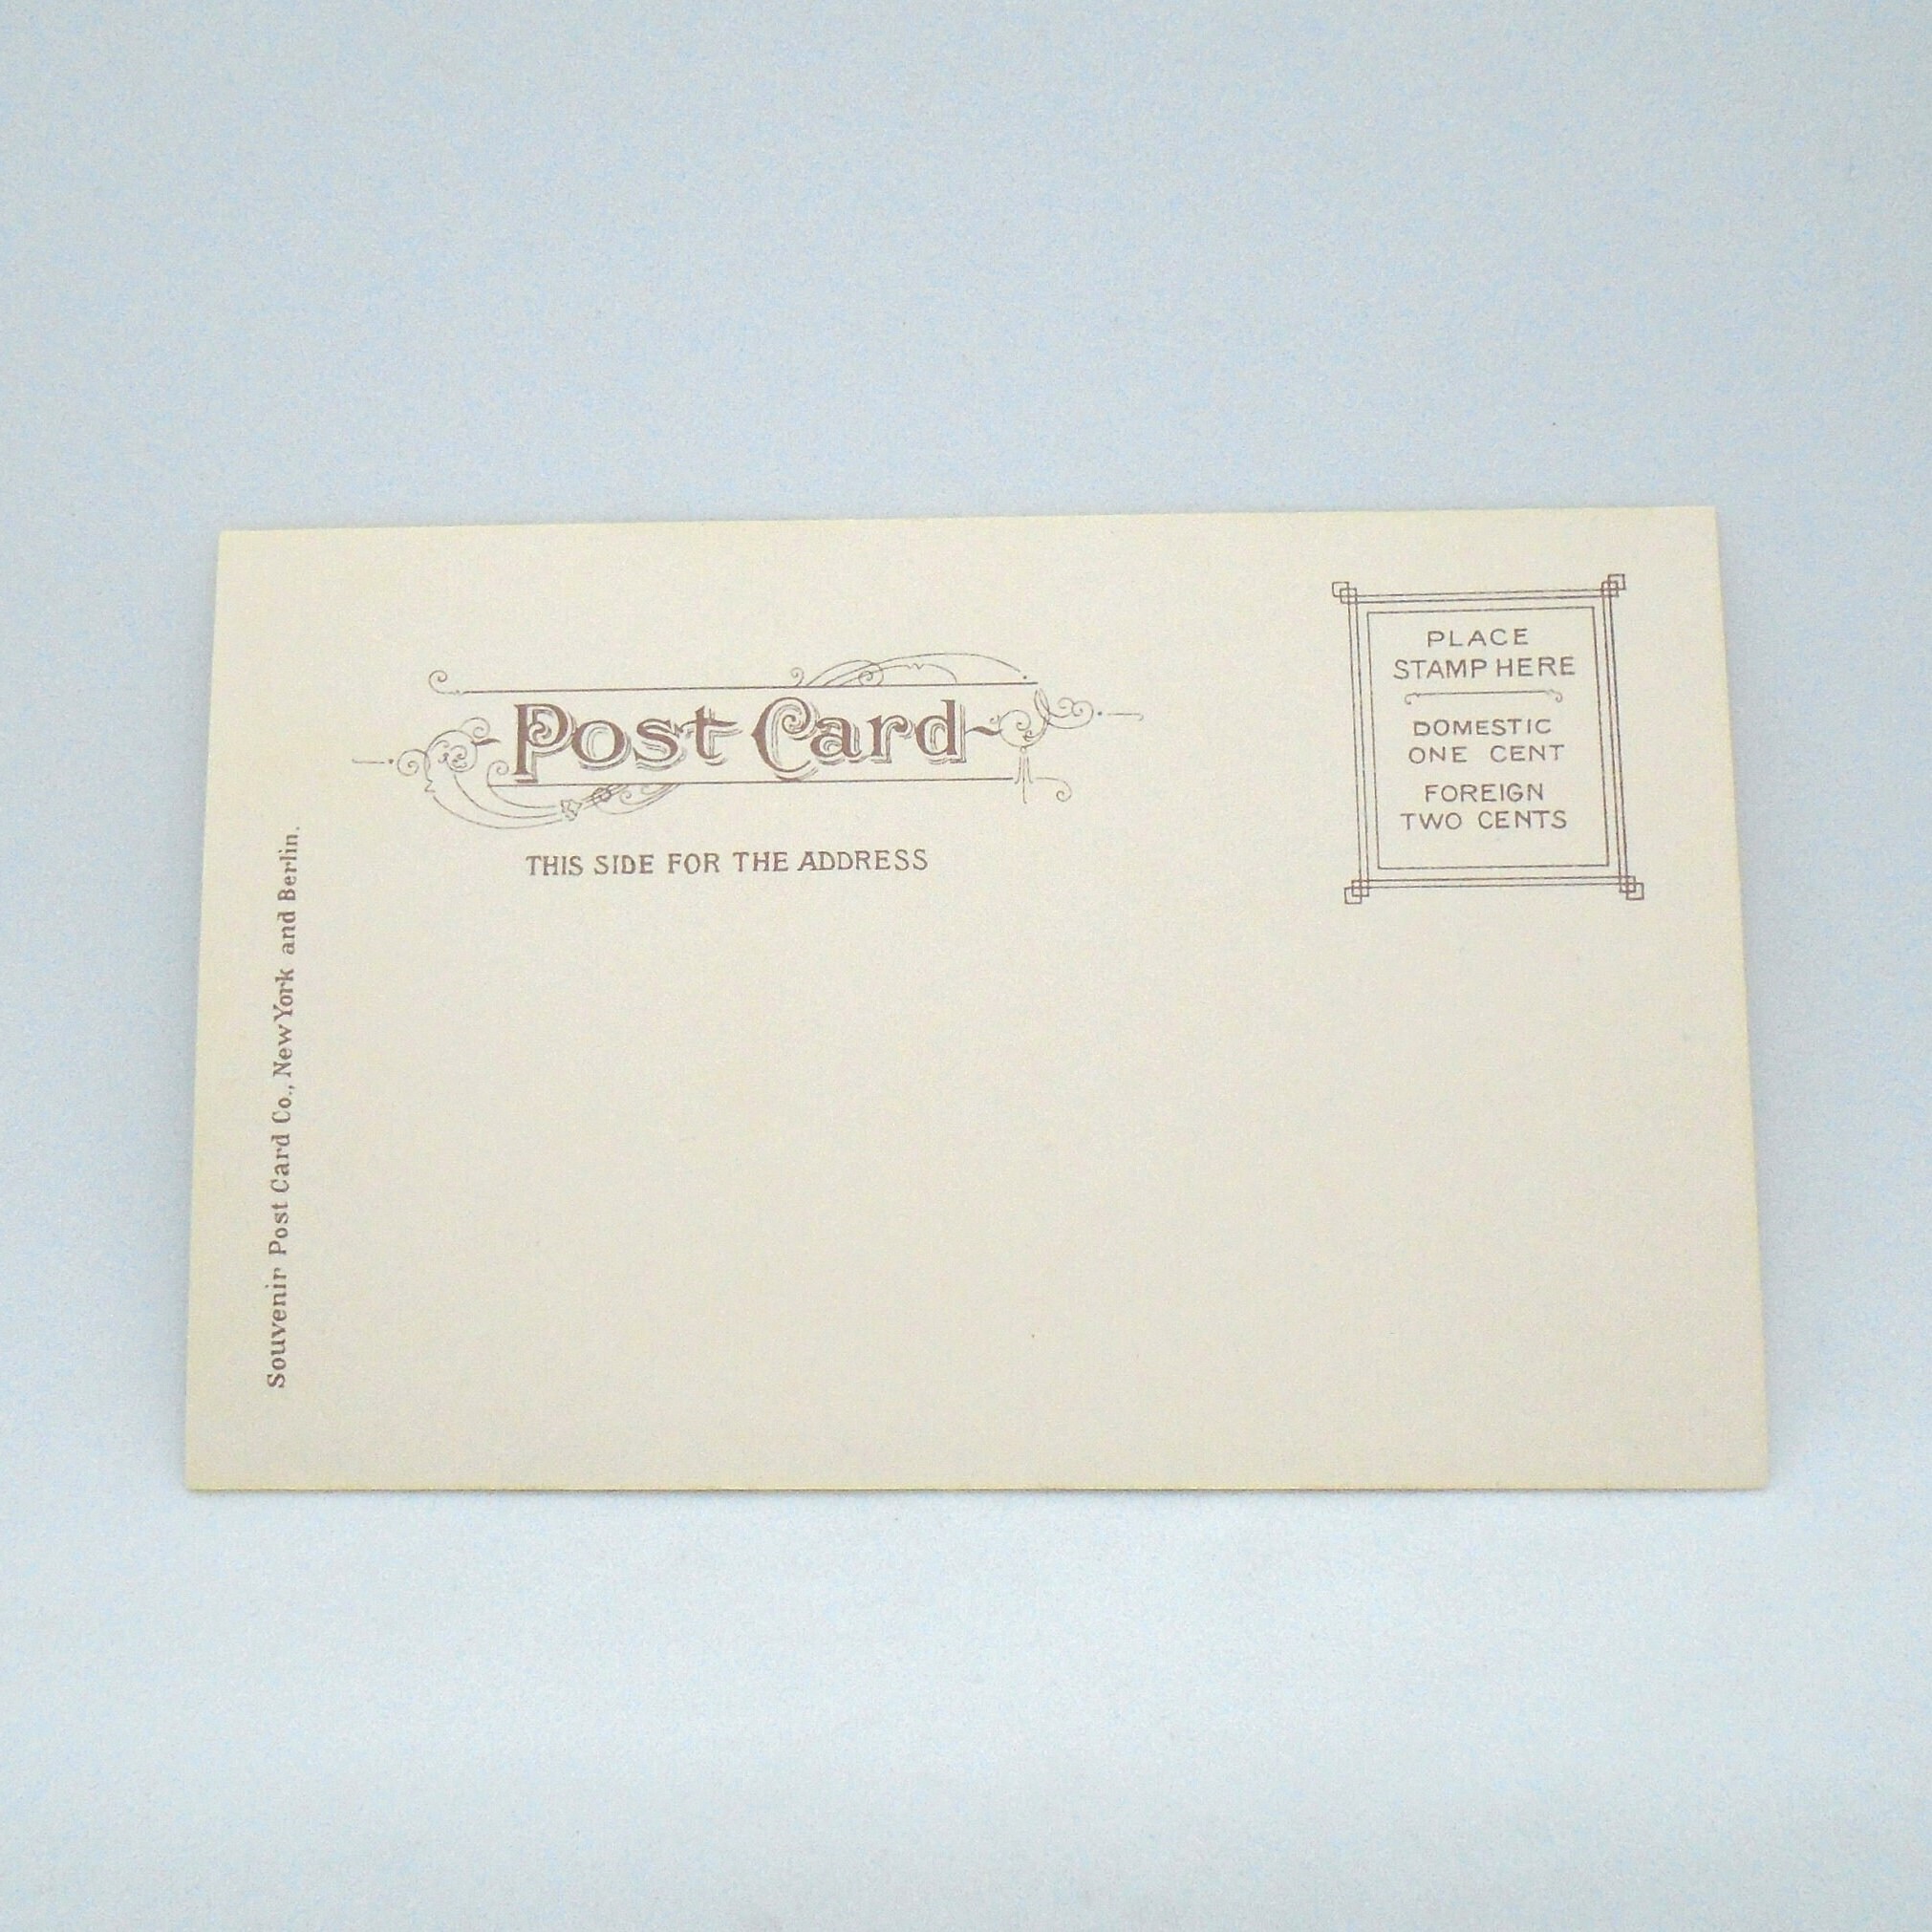 Post Card
THIS SIDE FOR THE ADDRESS
PLACE
STAMP HERE
DOMESTIC
ONE CENT
FOREIGN
TWO CENTS
Souvenir Post Card Co., New York and Berlin.